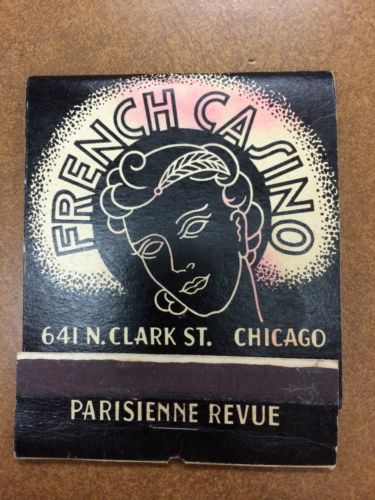 FRENCH CASINO
641 N. CLARK ST. CHICAGO
PARISIENNE REVUE